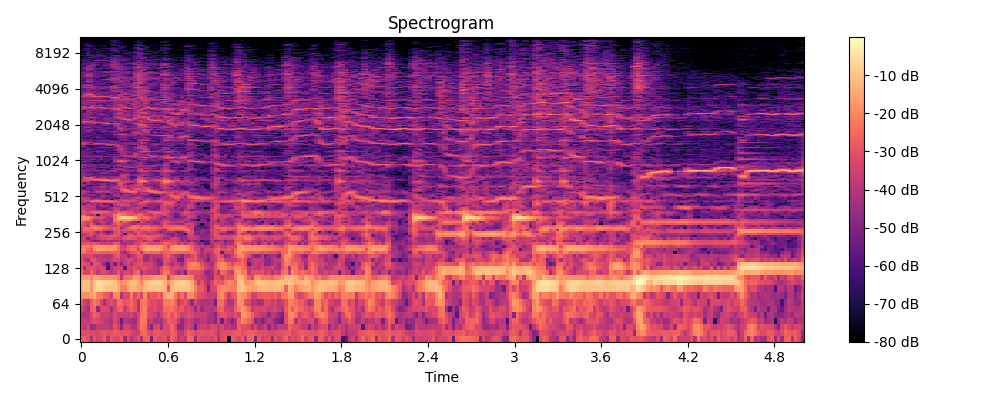 Spectrogram
8192
4096
2048
1024
512
256
128
64
0
Frequency
0 0.6 1.2 1.8 2.4 3 3.6 4.2 4.8
Time
-10 dB
-20 dB
-30 dB
-40 dB
-50 dB
-60 dB
-70 dB
-80 dB